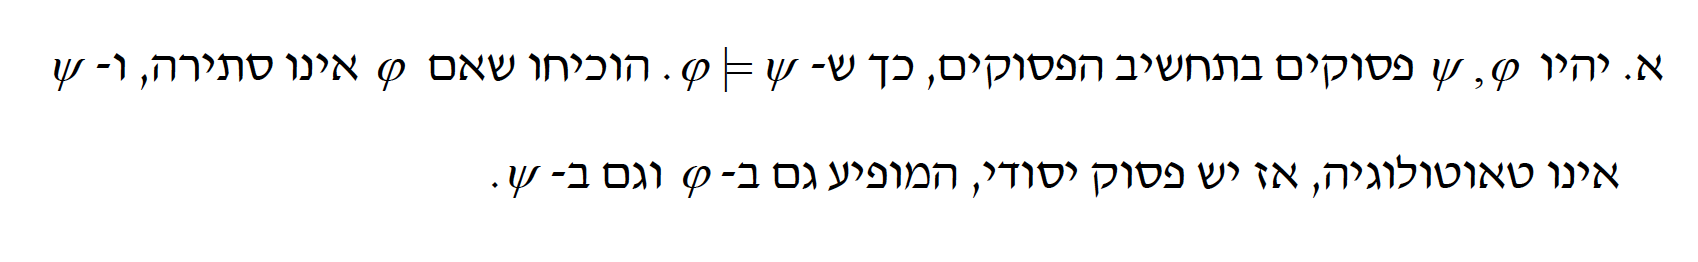 א. יהיו φ, ψ פסוקים בתחשיב הפסוקים, כך ש- φ ⊨ ψ. הוכיחו שאם φ אינו סתירה, ו- ψ
אינו טאוטולוגיה, אז יש פסוק יסודי, המופיע גם ב- φ וגם ב- ψ.